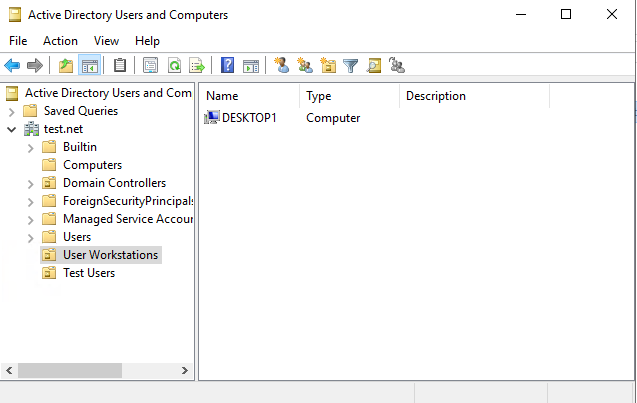 Active Directory Users and Computers
File Action View Help
Active Directory Users and Com
Saved Queries
test.net
Builtin
Computers
Domain Controllers
ForeignSecurityPrincipals
Managed Service Accour
Users
User Workstations
Test Users
Name Type Description
DESKTOP1 Computer